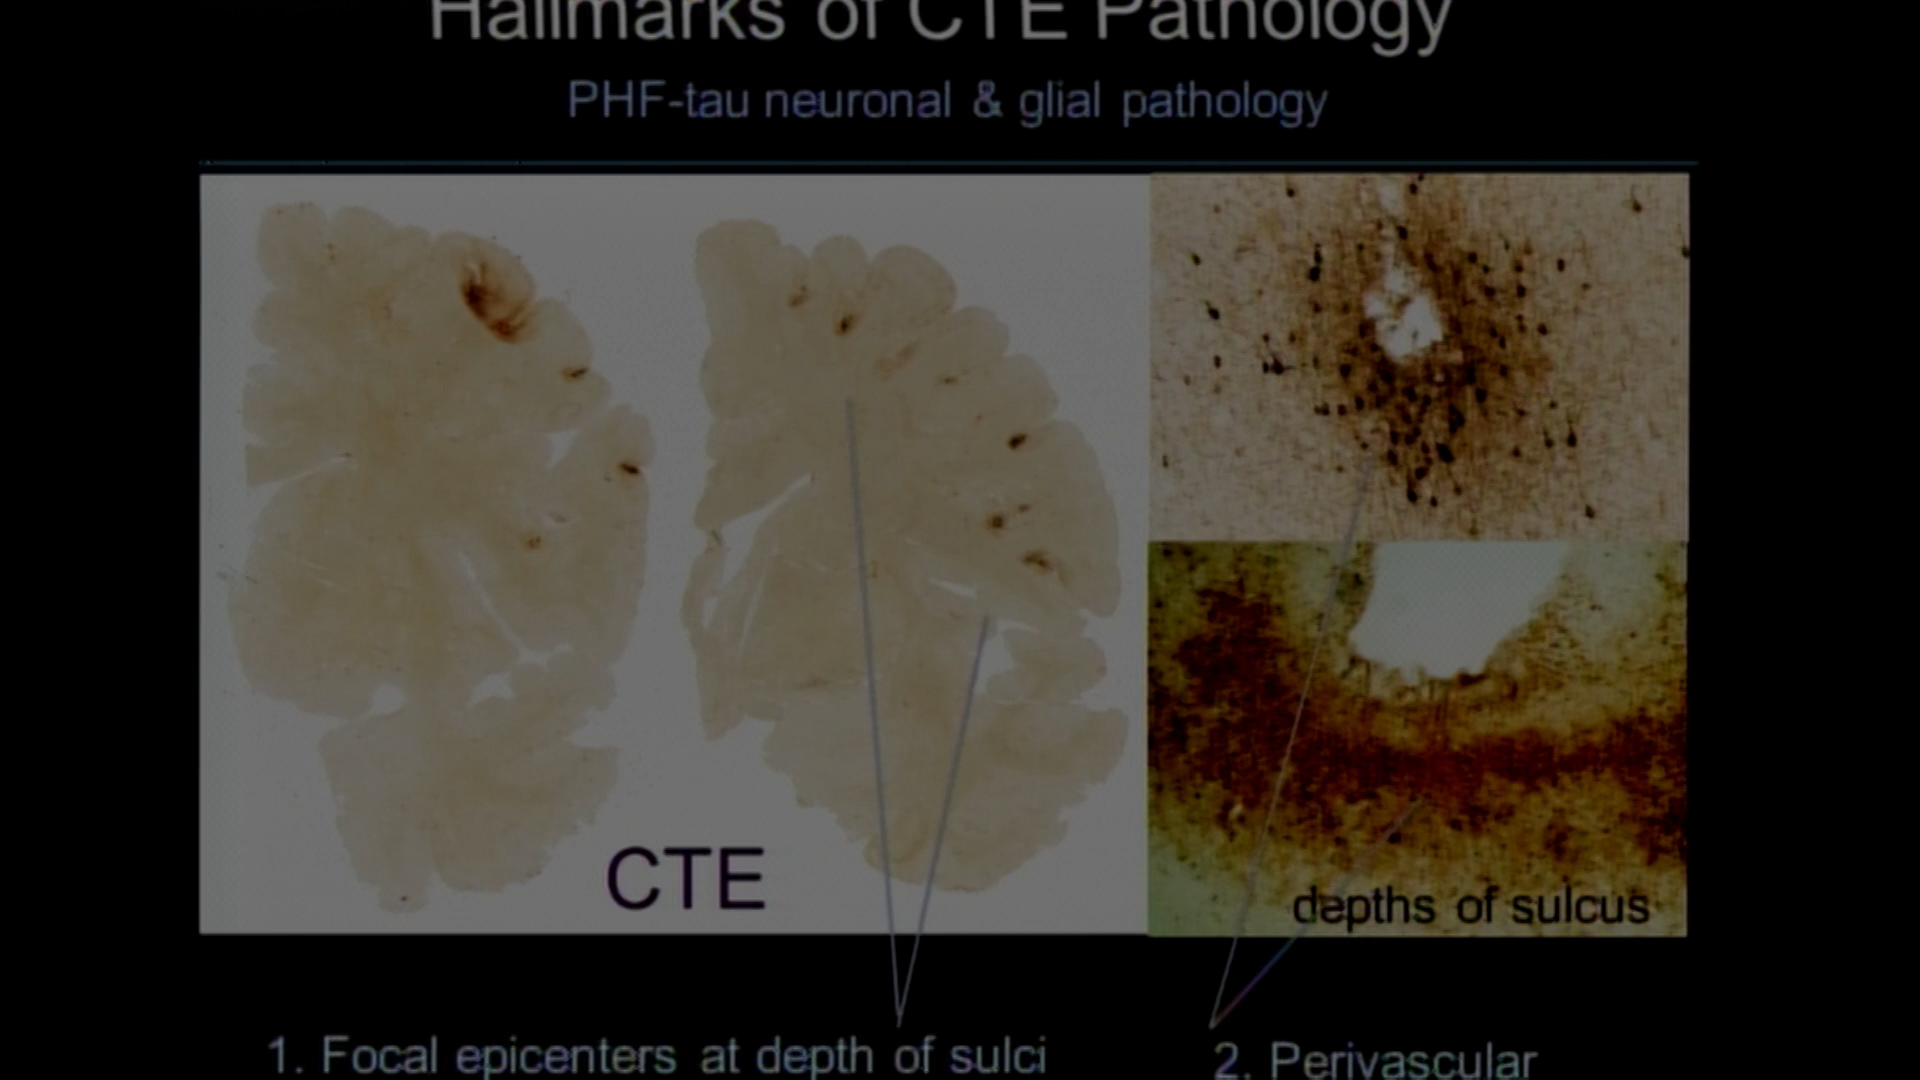 Hallmarks of CTE Pathology
PHF-tau neuronal & glial pathology
CTE
depths of sulcus
1. Focal epicenters at depth of sulci
2. Perivascular